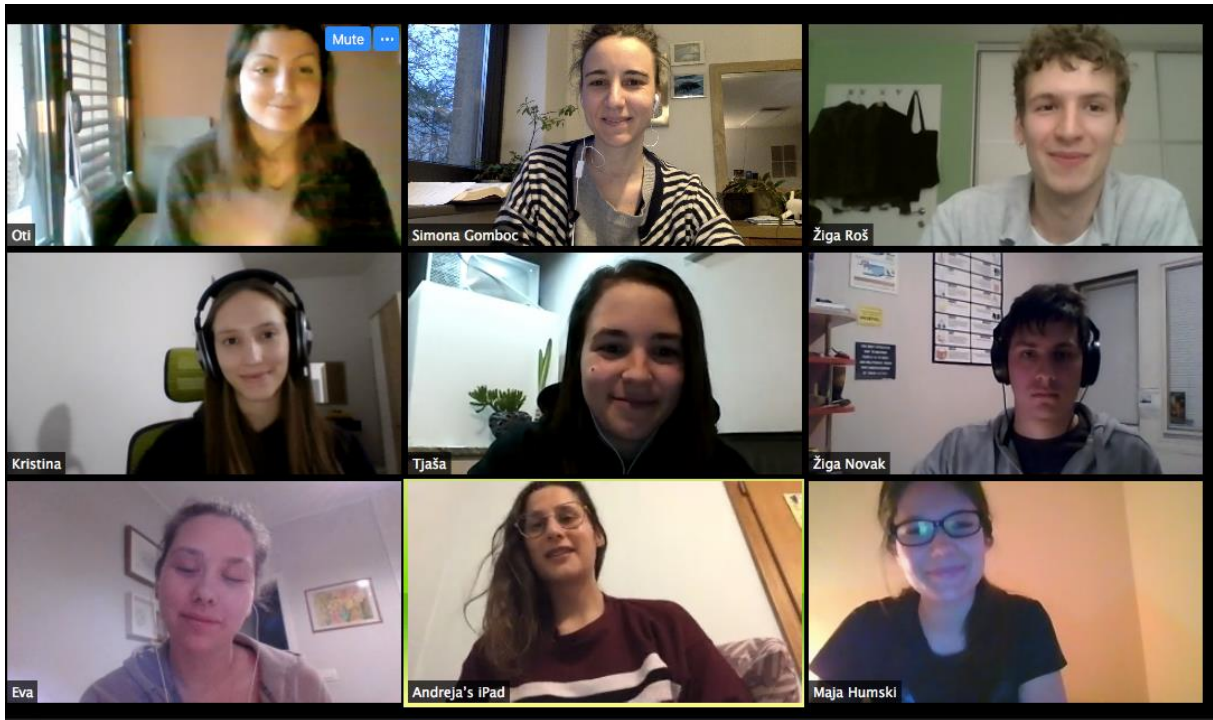 Mute ...
Oti
Simona Gomboc
Žiga Roš
Kristina
Tjaša
Žiga Novak
Eva
Andreja's iPad
Maja Humski